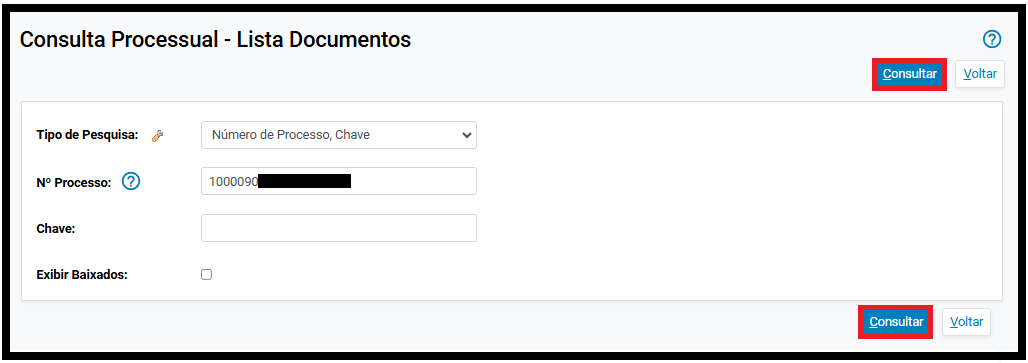 Consulta Processual - Lista Documentos
?
Consultar Voltar
Tipo de Pesquisa: Número de Processo, Chave
Nº Processo: ? 1000090
Chave:
Exibir Baixados:
Consultar Voltar